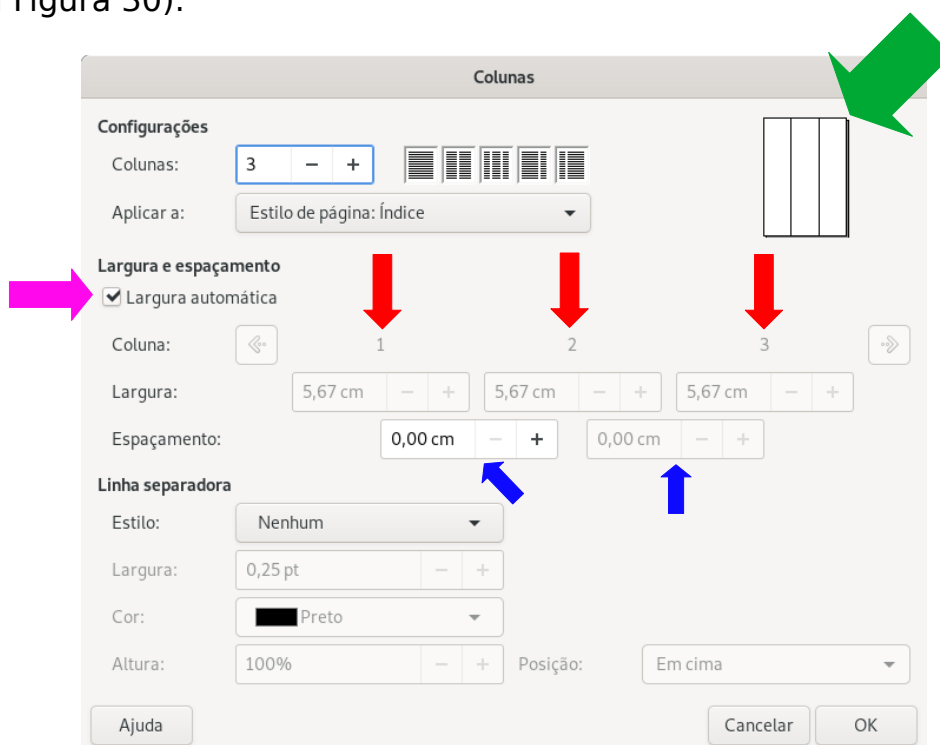 Figura 30).
Colunas
Configurações
Colunas: 3 − +
Aplicar a: Estilo de página: Índice
Largura e espaçamento
Largura automática
Coluna: 1 2 3
Largura: 5,67 cm − + 5,67 cm − + 5,67 cm − +
Espaçamento: 0,00 cm − + 0,00 cm − +
Linha separadora
Estilo: Nenhum
Largura: 0,25 pt − +
Cor: Preto
Altura: 100% − + Posição: Em cima
Ajuda Cancelar OK